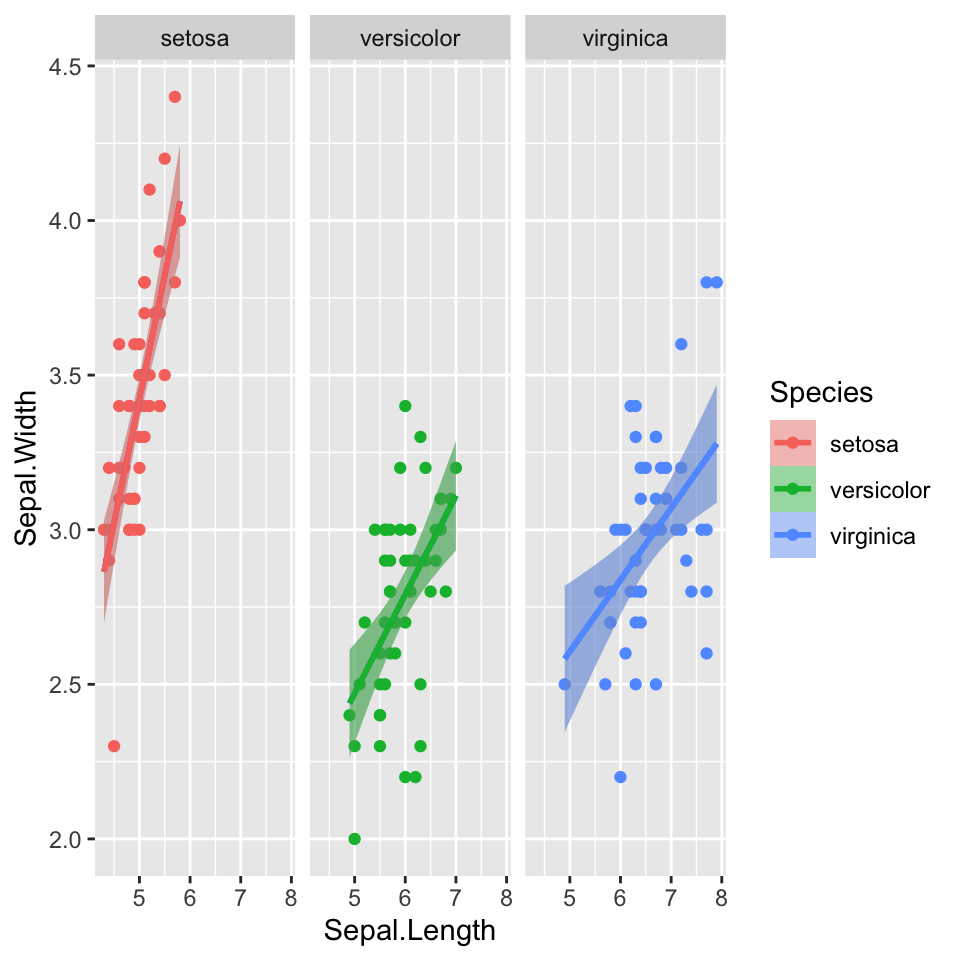 setosa versicolor virginica
4.5
4.0
3.5
3.0
2.5
2.0
Sepal.Width
5 6 7 8 5 6 7 8 5 6 7 8
Sepal.Length
Species
setosa
versicolor
virginica